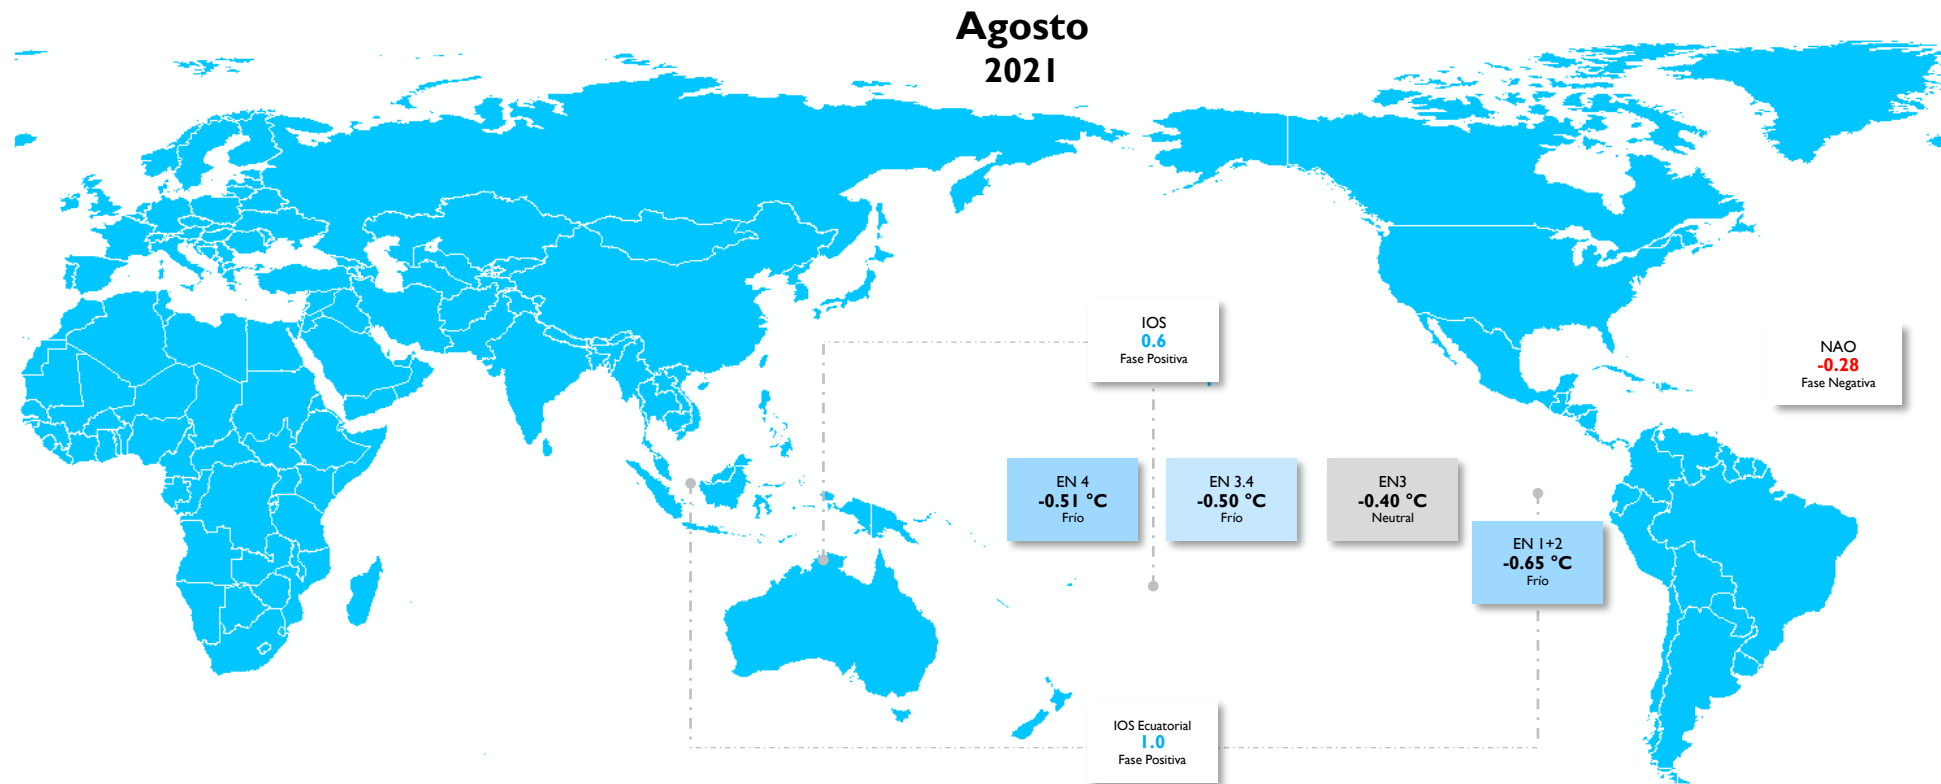 Agosto
2021
IOS
0.6
Fase Positiva
NAO
-0.28
Fase Negativa
EN 4
-0.51 °C
Frío
EN 3.4
-0.50 °C
Frío
EN3
-0.40 °C
Neutral
EN 1+2
-0.65 °C
Frío
IOS Ecuatorial
1.0
Fase Positiva